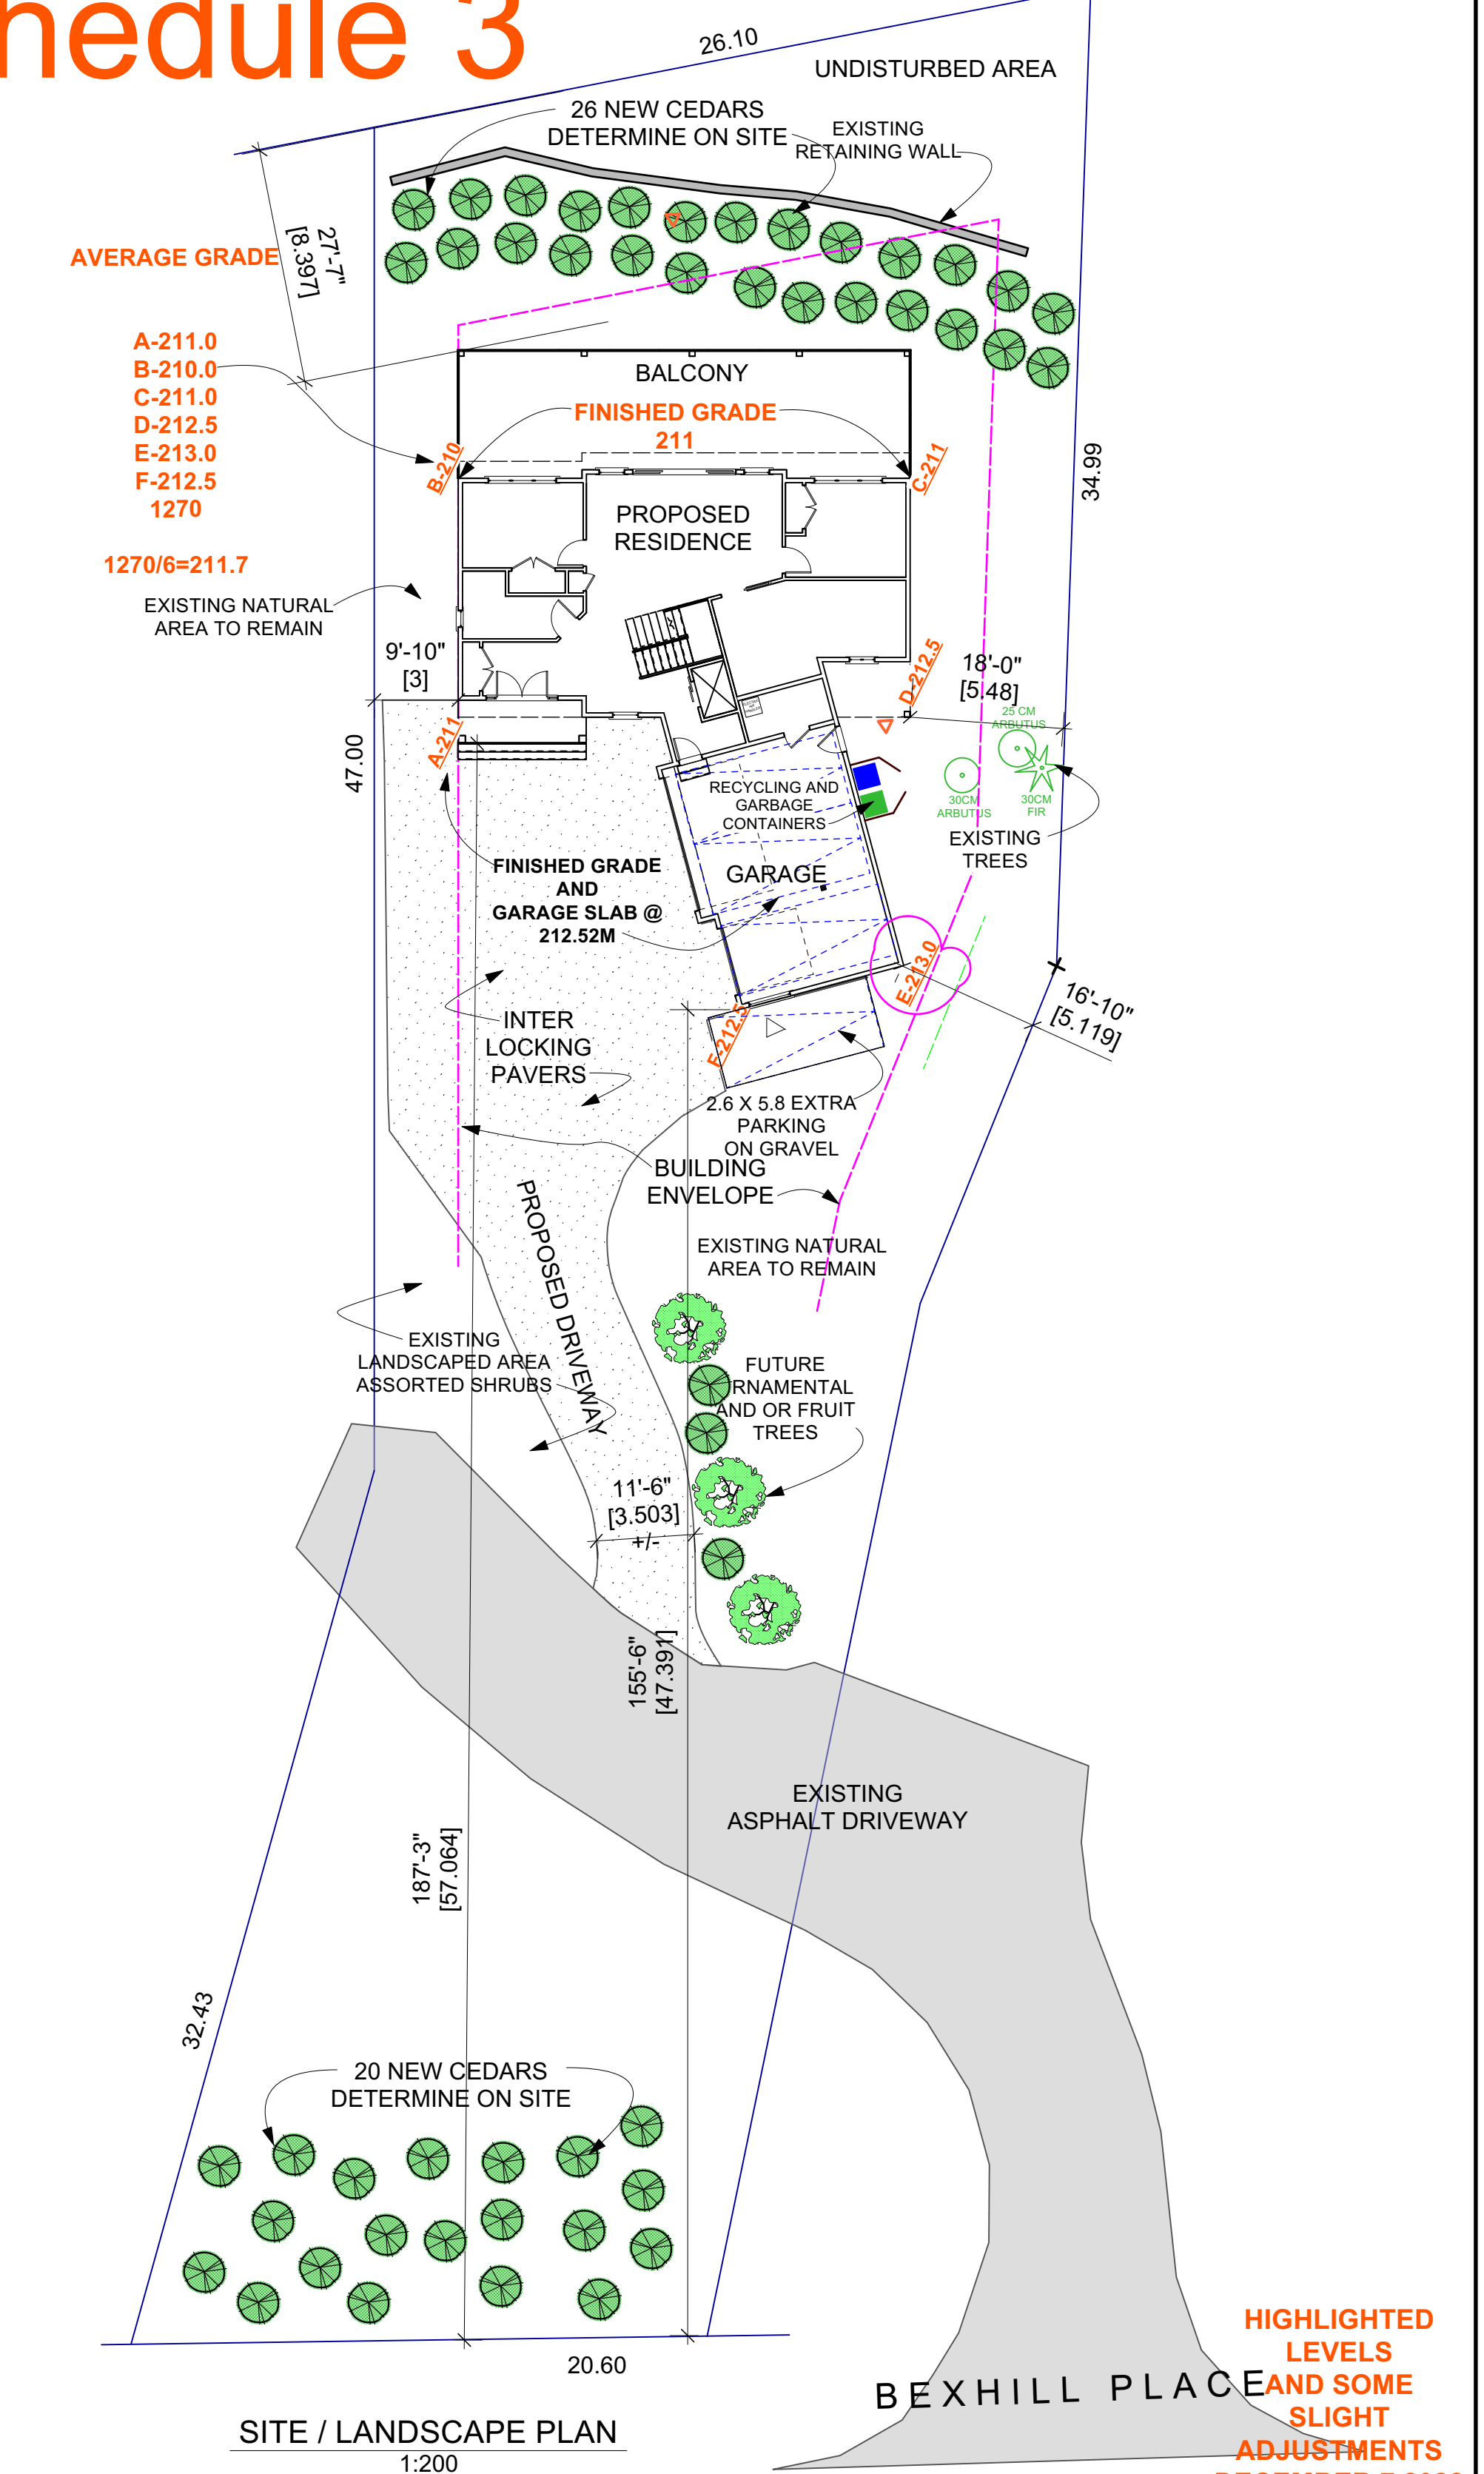 hedule 3
26.10
UNDISTURBED AREA
26 NEW CEDARS
DETERMINE ON SITE
EXISTING
RETAINING WALL
27'-7"
[8.397]
AVERAGE GRADE
A-211.0
B-210.0
C-211.0
D-212.5
E-213.0
F-212.5
1270
1270/6=211.7
BALCONY
FINISHED GRADE
211
B-210
C-211
34.99
PROPOSED
RESIDENCE
EXISTING NATURAL
AREA TO REMAIN
9'-10"
[3]
D-212.5
18'-0"
[5.48]
25 CM
ARBUTUS
A-211
47.00
RECYCLING AND
GARBAGE
CONTAINERS
30CM
ARBUTUS
30CM
FIR
EXISTING
TREES
GARAGE
FINISHED GRADE
AND
GARAGE SLAB @
212.52M
E-213.0
16'-10"
[5.119]
INTER
LOCKING
PAVERS
F-212.5
2.6 X 5.8 EXTRA
PARKING
ON GRAVEL
BUILDING
ENVELOPE
PROPOSED DRIVEWAY
EXISTING NATURAL
AREA TO REMAIN
EXISTING
LANDSCAPED AREA
ASSORTED SHRUBS
FUTURE
RNAMENTAL
AND OR FRUIT
TREES
11'-6"
[3.503]
+/-
155'-6"
[47.391]
EXISTING
ASPHALT DRIVEWAY
187'-3"
[57.064]
32.43
20 NEW CEDARS
DETERMINE ON SITE
20.60
BEXHILL PLACE
HIGHLIGHTED
LEVELS
AND SOME
SLIGHT
ADJUSTMENTS
SITE / LANDSCAPE PLAN
1:200